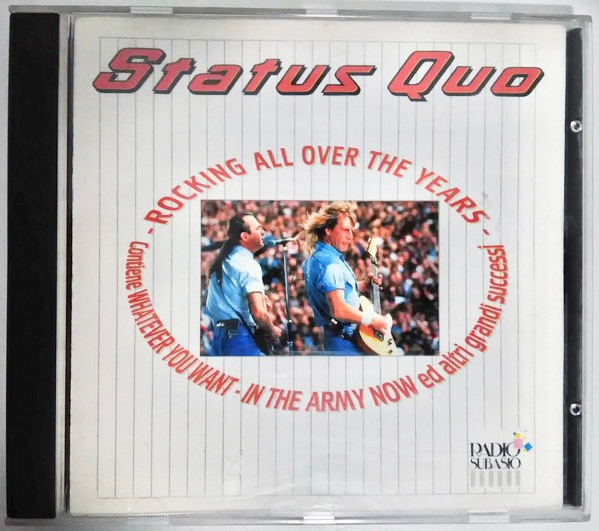 Status Quo
- ROCKING ALL OVER THE YEARS -
Contiene WHATEVER YOU WANT - IN THE ARMY NOW ed altri grandi successi
RADIO
SUBASIO